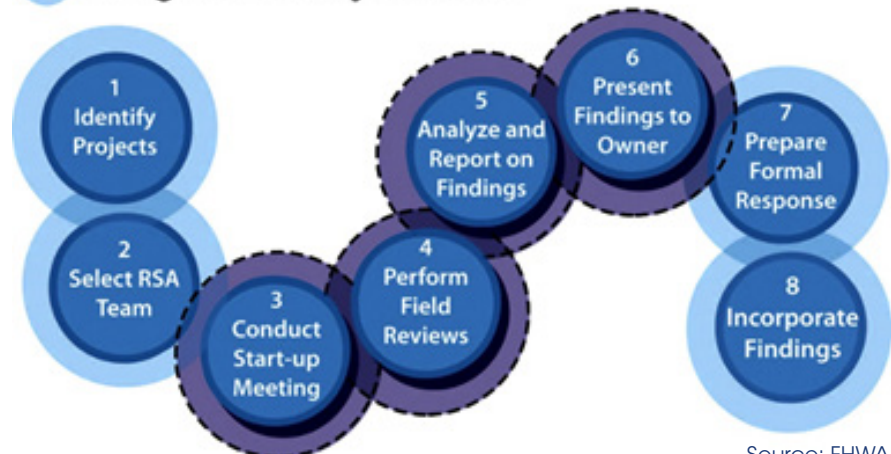 1
Identify
Projects
2
Select RSA
Team
3
Conduct
Start-up
Meeting
4
Perform
Field
Reviews
5
Analyze and
Report on
Findings
6
Present
Findings to
Owner
7
Prepare
Formal
Response
8
Incorporate
Findings
Source: FHWA